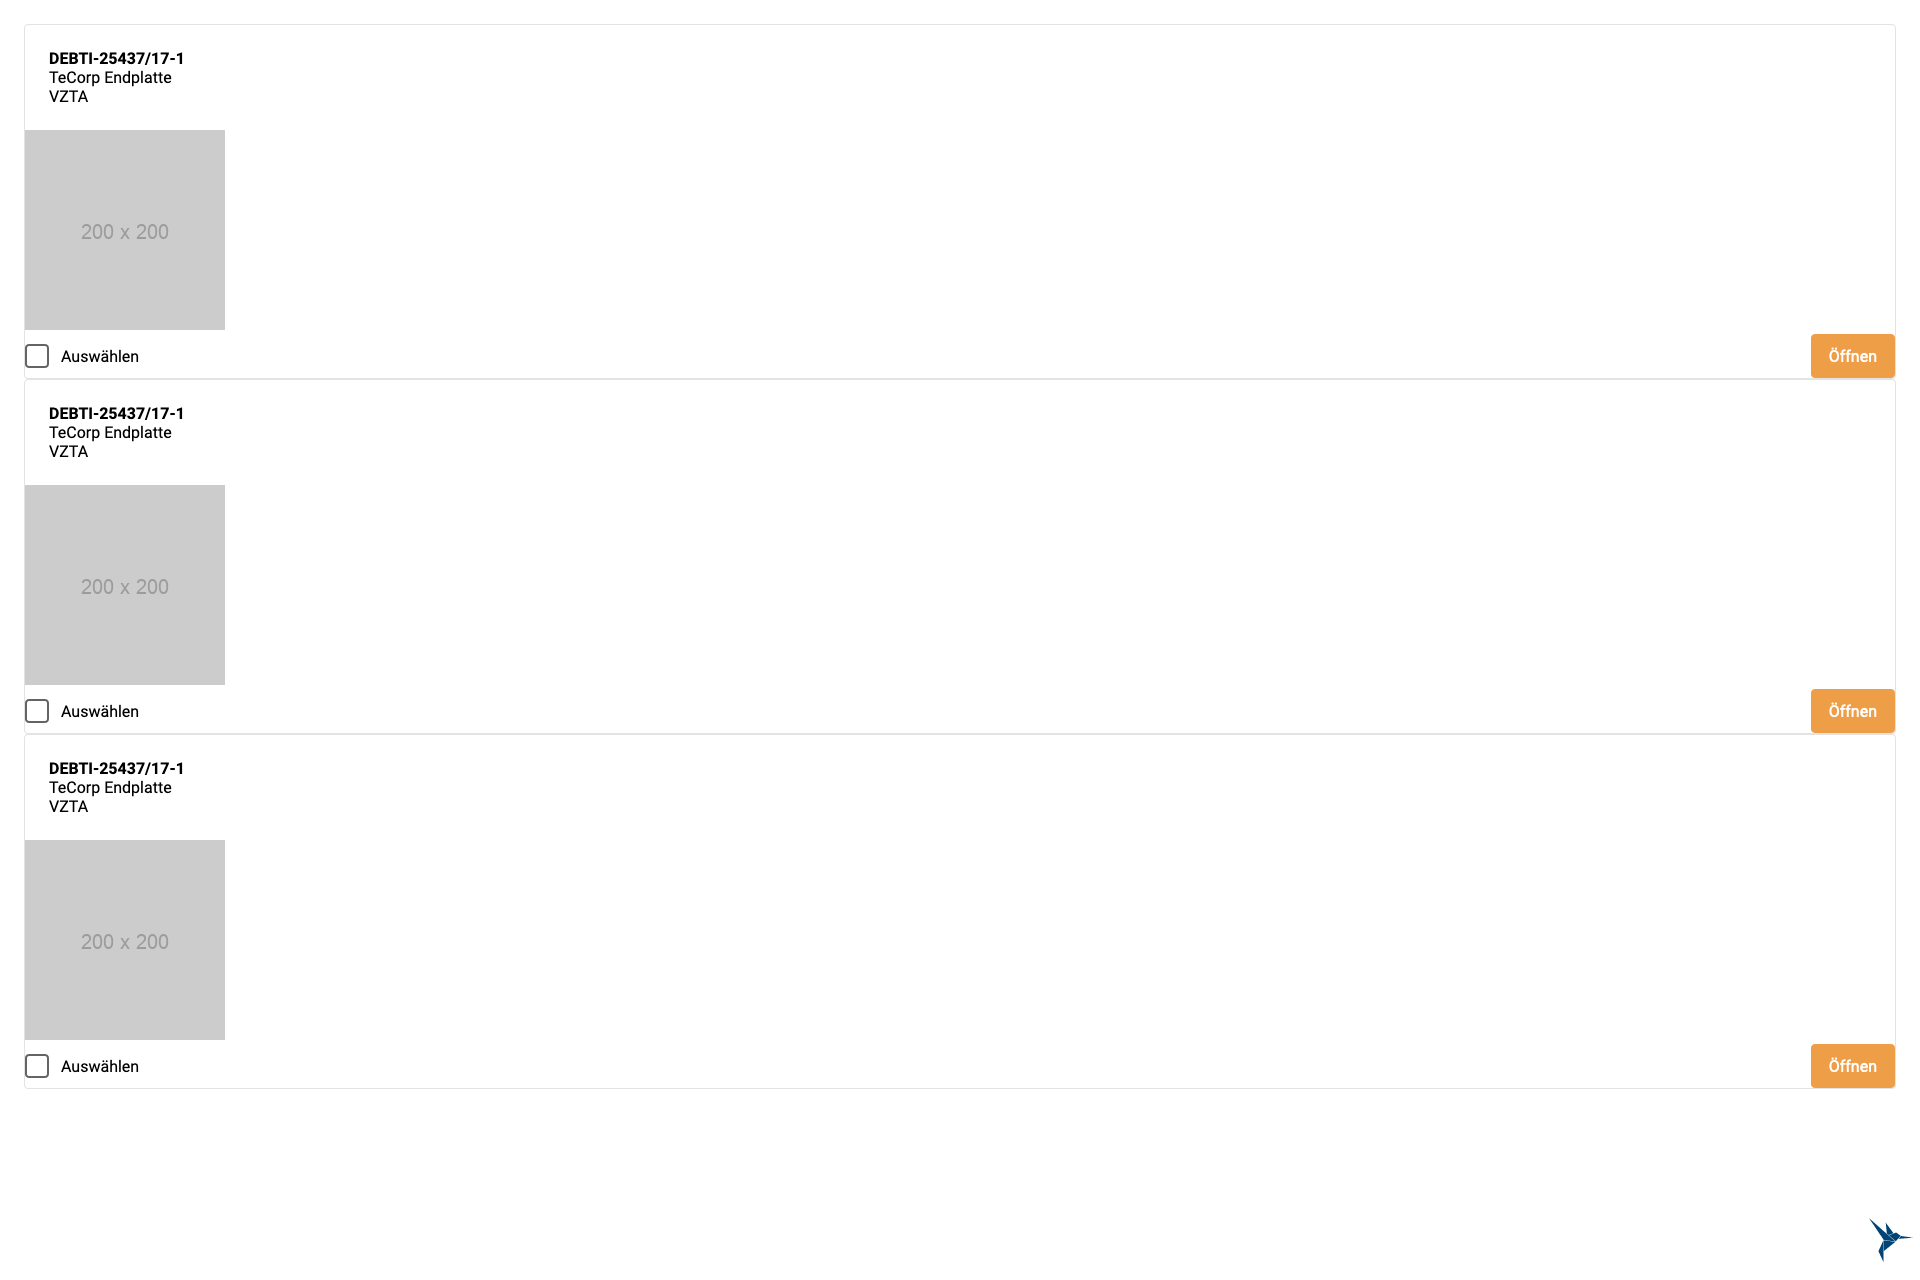 DEBTI-25437/17-1
TeCorp Endplatte
VZTA
200 x 200
Auswählen
Öffnen
DEBTI-25437/17-1
TeCorp Endplatte
VZTA
200 x 200
Auswählen
Öffnen
DEBTI-25437/17-1
TeCorp Endplatte
VZTA
200 x 200
Auswählen
Öffnen